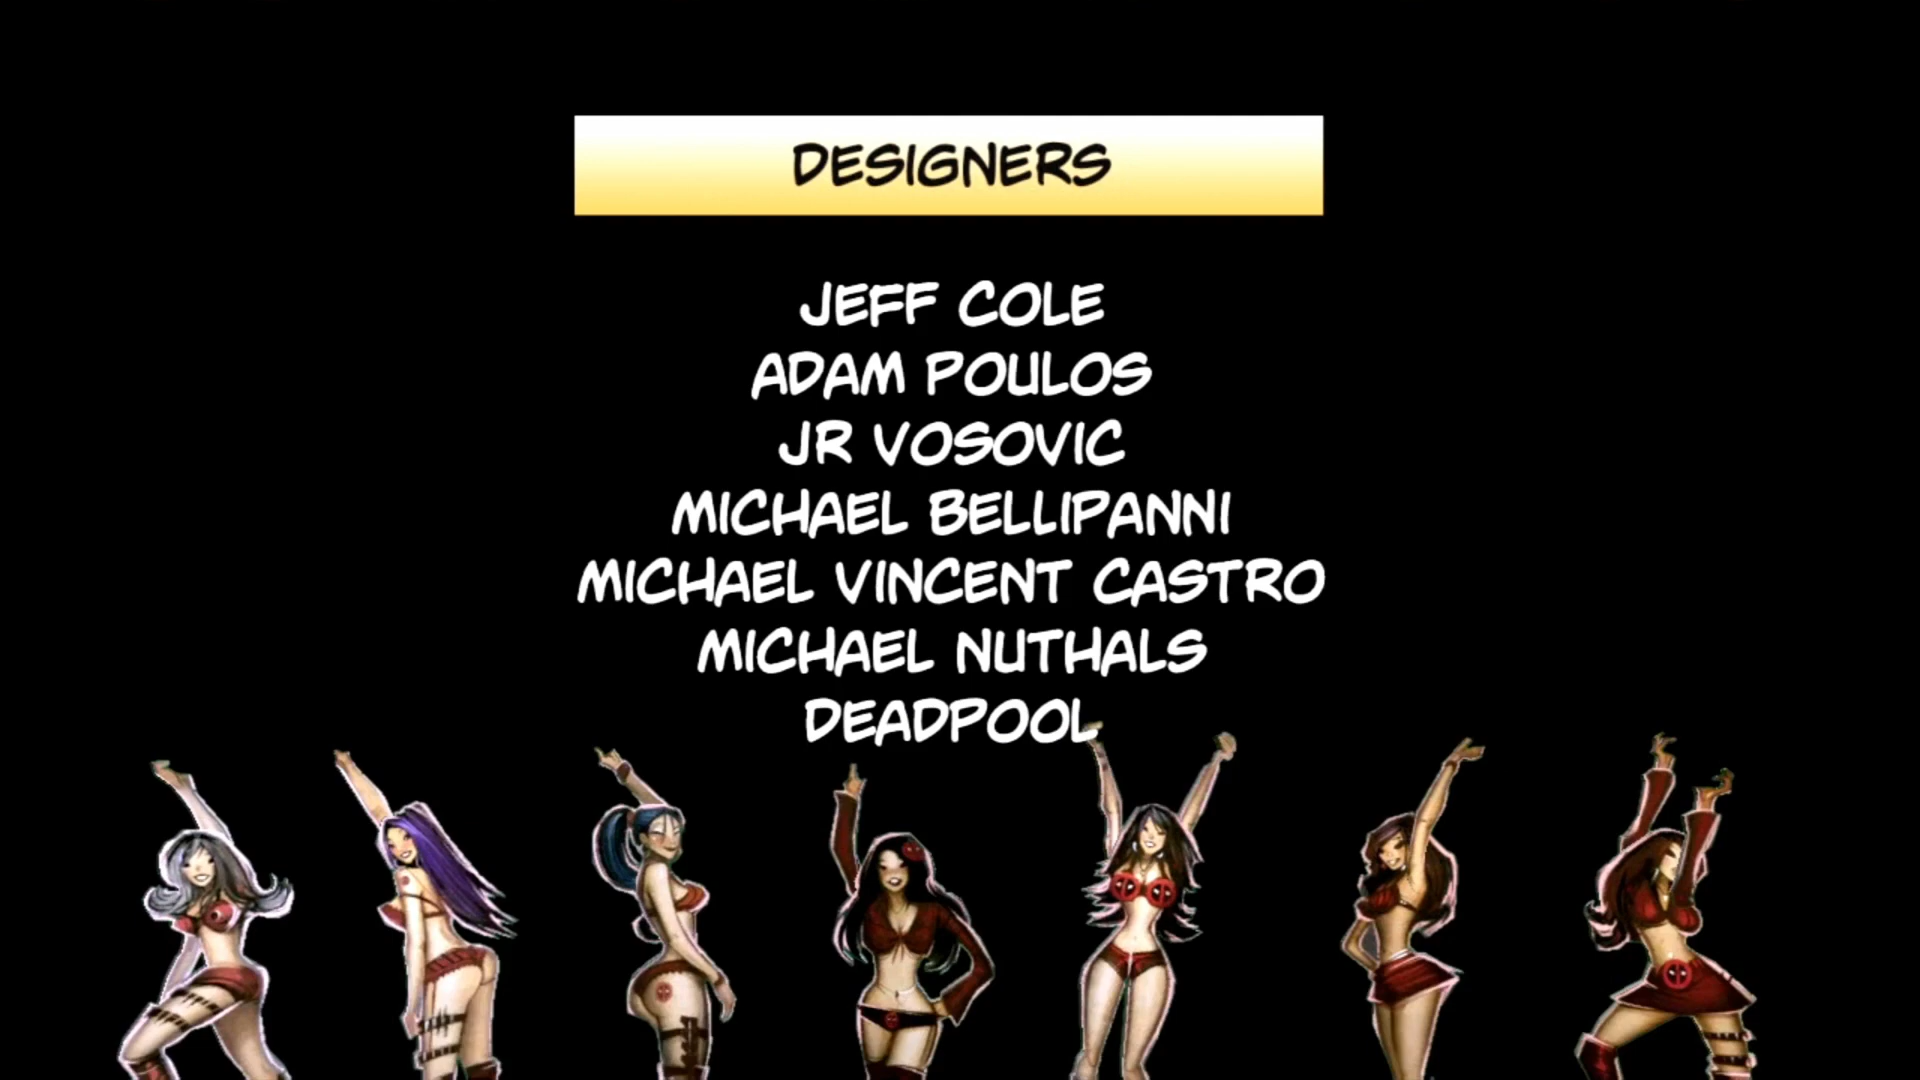 DESIGNERS
JEFF COLE
ADAM POULOS
JR VOSOVIC
MICHAEL BELLIPANNI
MICHAEL VINCENT CASTRO
MICHAEL NUTHALS
DEADPOOL